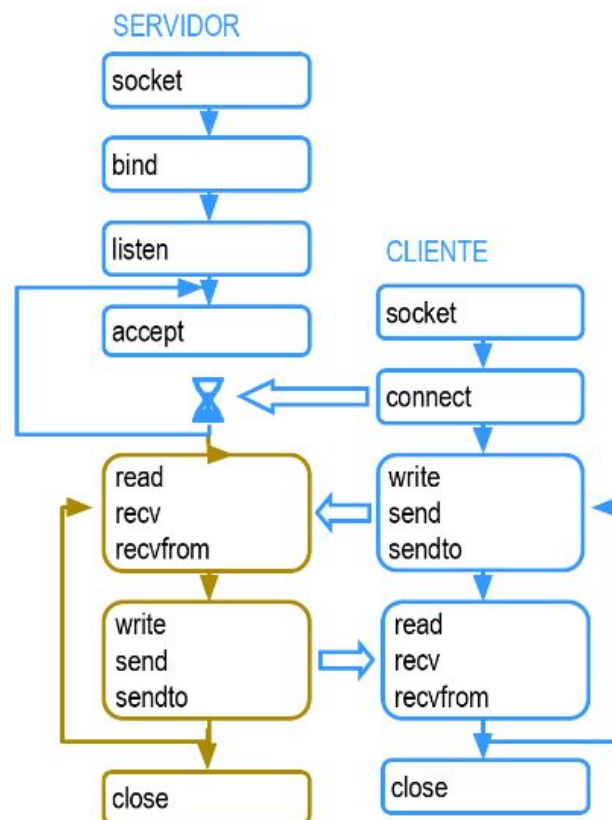 SERVIDOR
socket
bind
listen
accept
read
recv
recvfrom
write
send
sendto
close
CLIENTE
socket
connect
write
send
sendto
read
recv
recvfrom
close